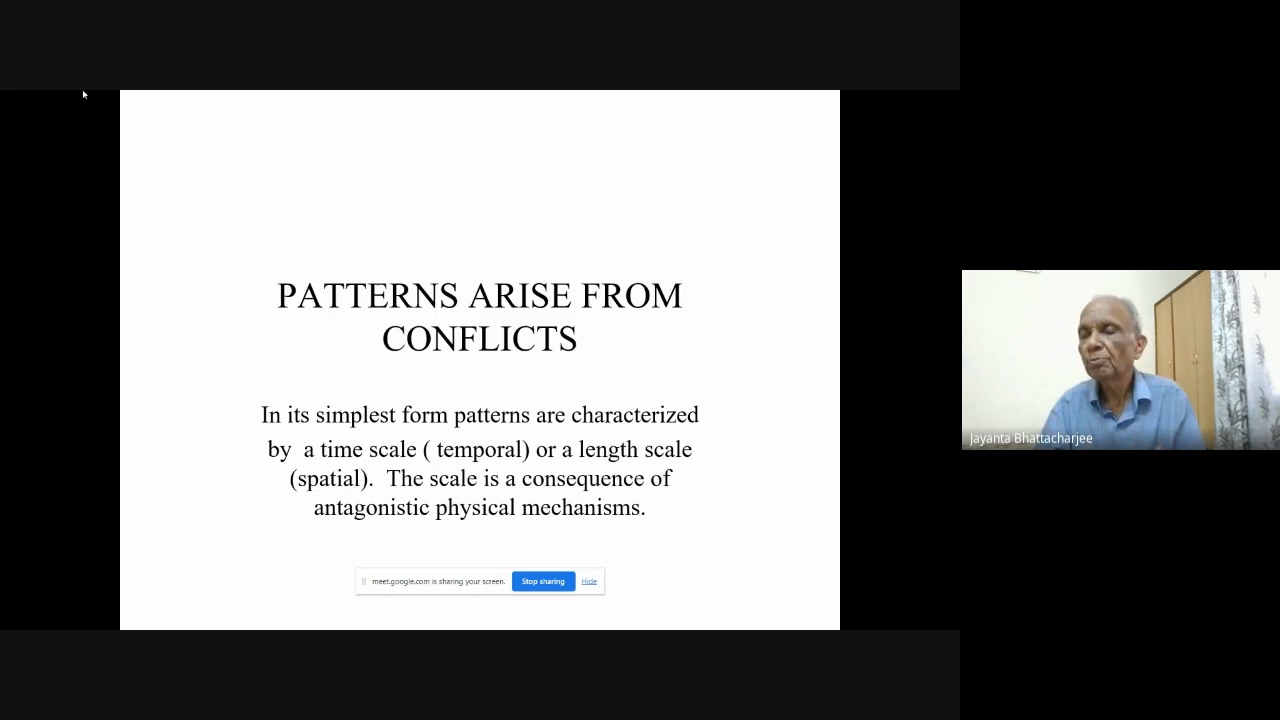 PATTERNS ARISE FROM
CONFLICTS
In its simplest form patterns are characterized
by  a time scale ( temporal) or a length scale
(spatial).  The scale is a consequence of
antagonistic physical mechanisms.
meet.google.com is sharing your screen. Stop sharing Hide
Jayanta Bhattacharjee